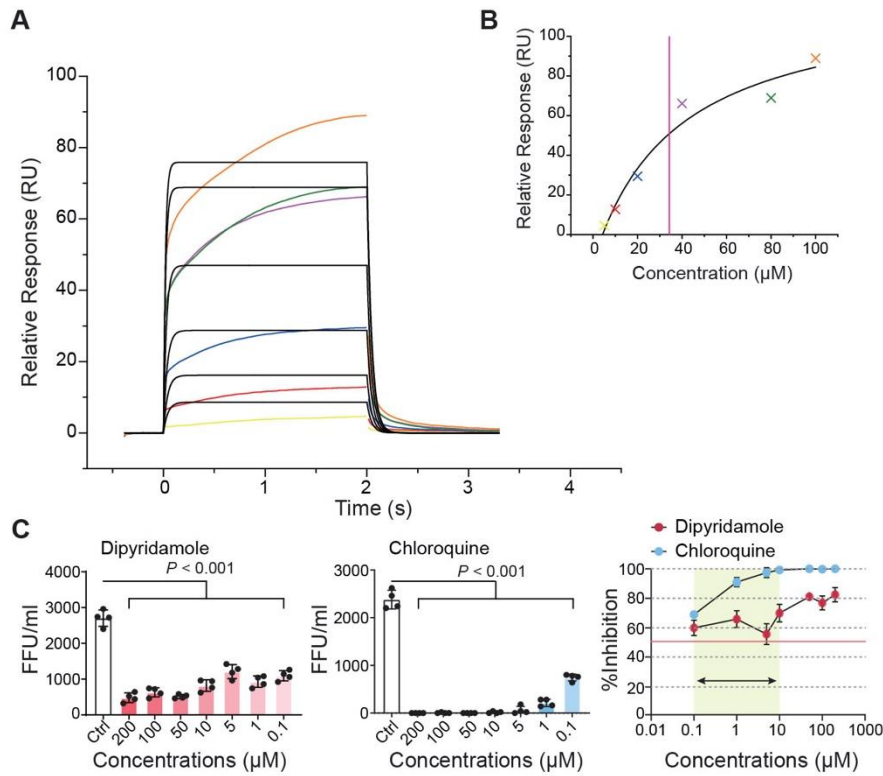 A
Relative Response (RU)
100
80
60
40
20
0
0 1 2 3 4
Time (s)
B
Relative Response (RU)
100
80
60
40
20
0
0 20 40 60 80 100
Concentration (µM)
C
Dipyridamole
P < 0.001
FFU/ml
4000
3000
2000
1000
0
Ctrl 200 100 50 10 5 1 0.1
Concentrations (µM)
Chloroquine
P < 0.001
FFU/ml
3000
2000
1000
0
Ctrl 200 100 50 10 5 1 0.1
Concentrations (µM)
Dipyridamole
Chloroquine
%Inhibition
100
80
60
40
20
0
0.01 0.1 1 10 100 1000
Concentrations (µM)